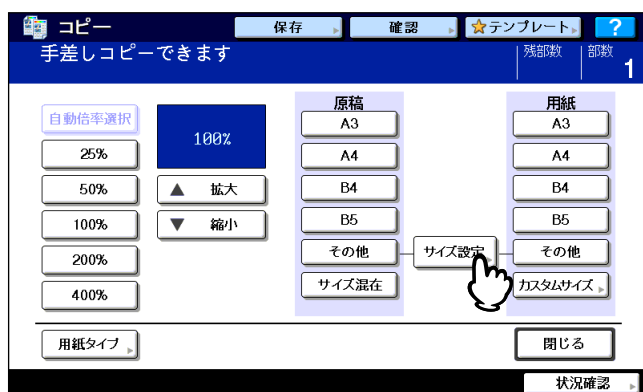 コピー
保存
確認
テンプレート
?
手差しコピーできます
残部数
部数
1
自動倍率選択
25%
50%
100%
200%
400%
100%
▲ 拡大
▼ 縮小
原稿
A3
A4
B4
B5
その他
サイズ混在
サイズ設定
用紙
A3
A4
B4
B5
その他
カスタムサイズ
用紙タイプ
閉じる
状況確認